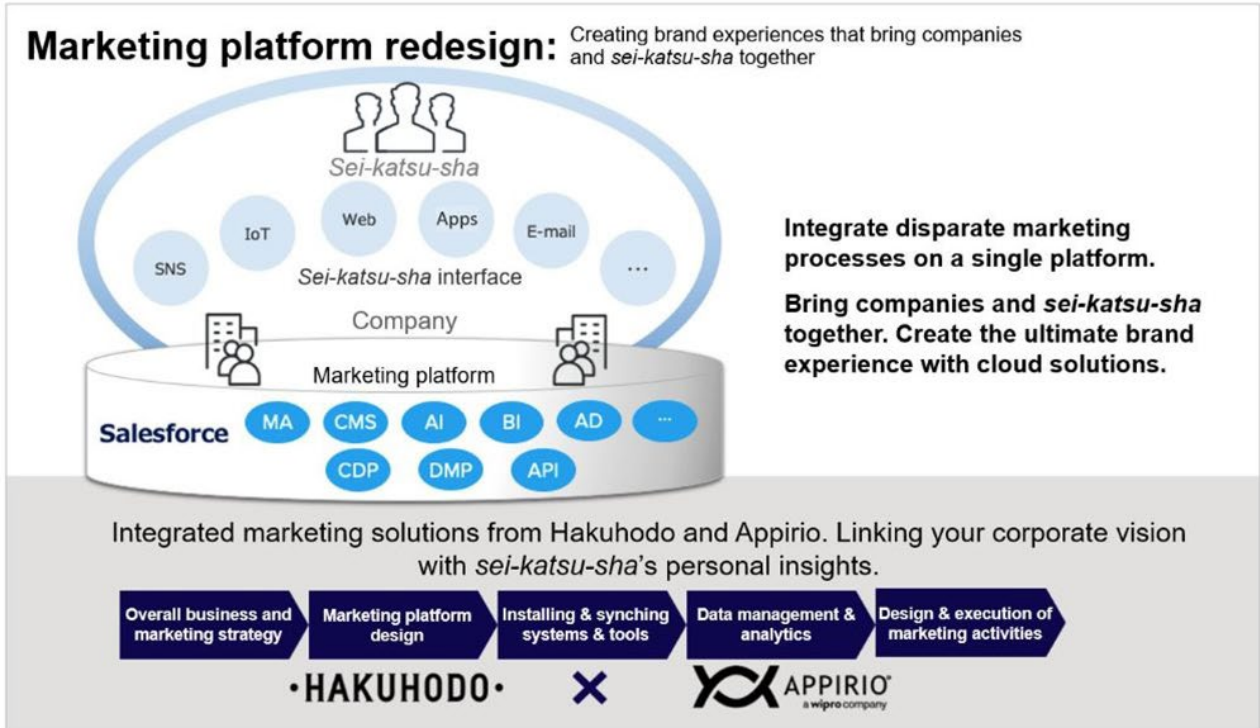 Marketing platform redesign:
Creating brand experiences that bring companies
and sei-katsu-sha together
Sei-katsu-sha
SNS
IoT
Web
Apps
E-mail
...
Sei-katsu-sha interface
Company
Marketing platform
Salesforce
MA
CMS
AI
BI
AD
...
CDP
DMP
API
Integrate disparate marketing
processes on a single platform.
Bring companies and sei-katsu-sha
together. Create the ultimate brand
experience with cloud solutions.
Integrated marketing solutions from Hakuhodo and Appirio. Linking your corporate vision
with sei-katsu-sha's personal insights.
Overall business and
marketing strategy
Marketing platform
design
Installing & synching
systems & tools
Data management &
analytics
Design & execution of
marketing activities
·HAKUHODO·
×
APPIRIO®
a wipro company